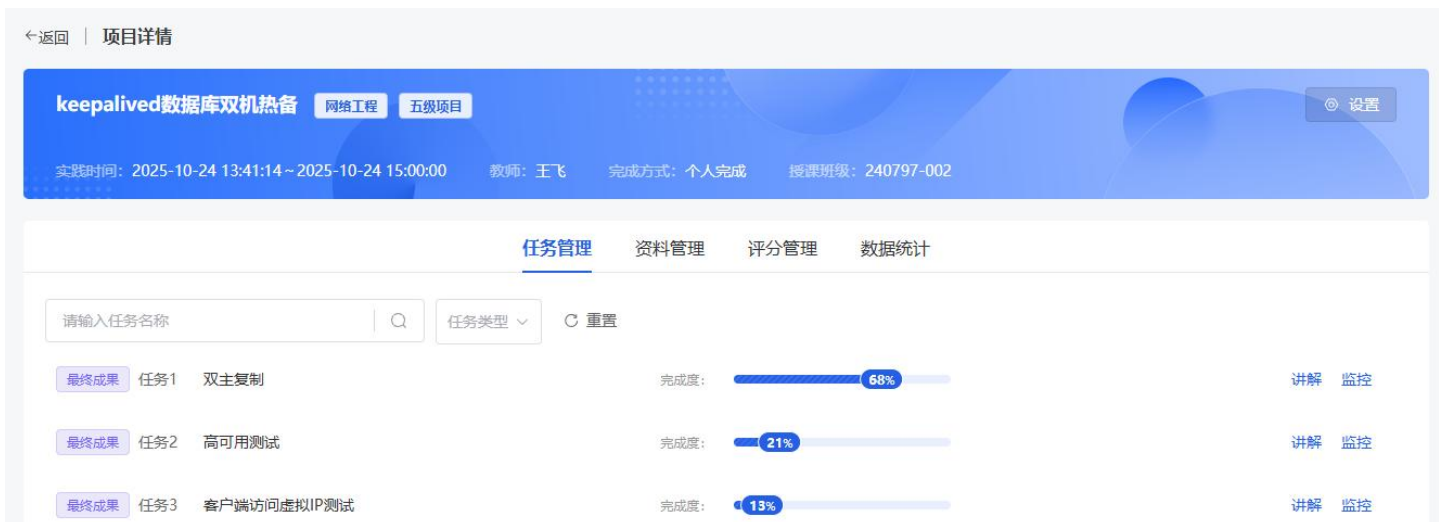 ←返回 | 项目详情
keepalived数据库双机热备 网络工程 五级项目 设置
实践时间：2025-10-24 13:41:14~2025-10-24 15:00:00 教师：王飞 完成方式：个人完成 授课班级：240797-002
任务管理 资料管理 评分管理 数据统计
请输入任务名称 任务类型 重置
最终成果 任务1 双主复制 完成度： 68% 讲解 监控
最终成果 任务2 高可用测试 完成度： 21% 讲解 监控
最终成果 任务3 客户端访问虚拟IP测试 完成度： 13% 讲解 监控